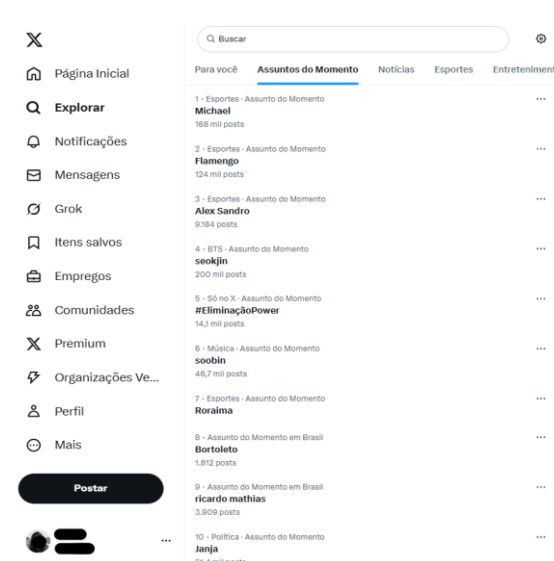 Página Inicial
Explorar
Notificações
Mensagens
Grok
Itens salvos
Empregos
Comunidades
Premium
Organizações Ve...
Perfil
Mais
Postar
Buscar
Para você Assuntos do Momento Notícias Esportes Entreteniment
1 · Esportes · Assunto do Momento
Michael
168 mil posts
2 · Esportes · Assunto do Momento
Flamengo
124 mil posts
3 · Esportes · Assunto do Momento
Alex Sandro
9.184 posts
4 · BTS · Assunto do Momento
seokjin
200 mil posts
5 · Só no X · Assunto do Momento
#EliminaçãoPower
14,1 mil posts
6 · Música · Assunto do Momento
soobin
46,7 mil posts
7 · Esportes · Assunto do Momento
Roraima
8 · Assunto do Momento em Brasil
Bortoleto
1.812 posts
9 · Assunto do Momento em Brasil
ricardo mathias
3.909 posts
10 · Política · Assunto do Momento
Janja